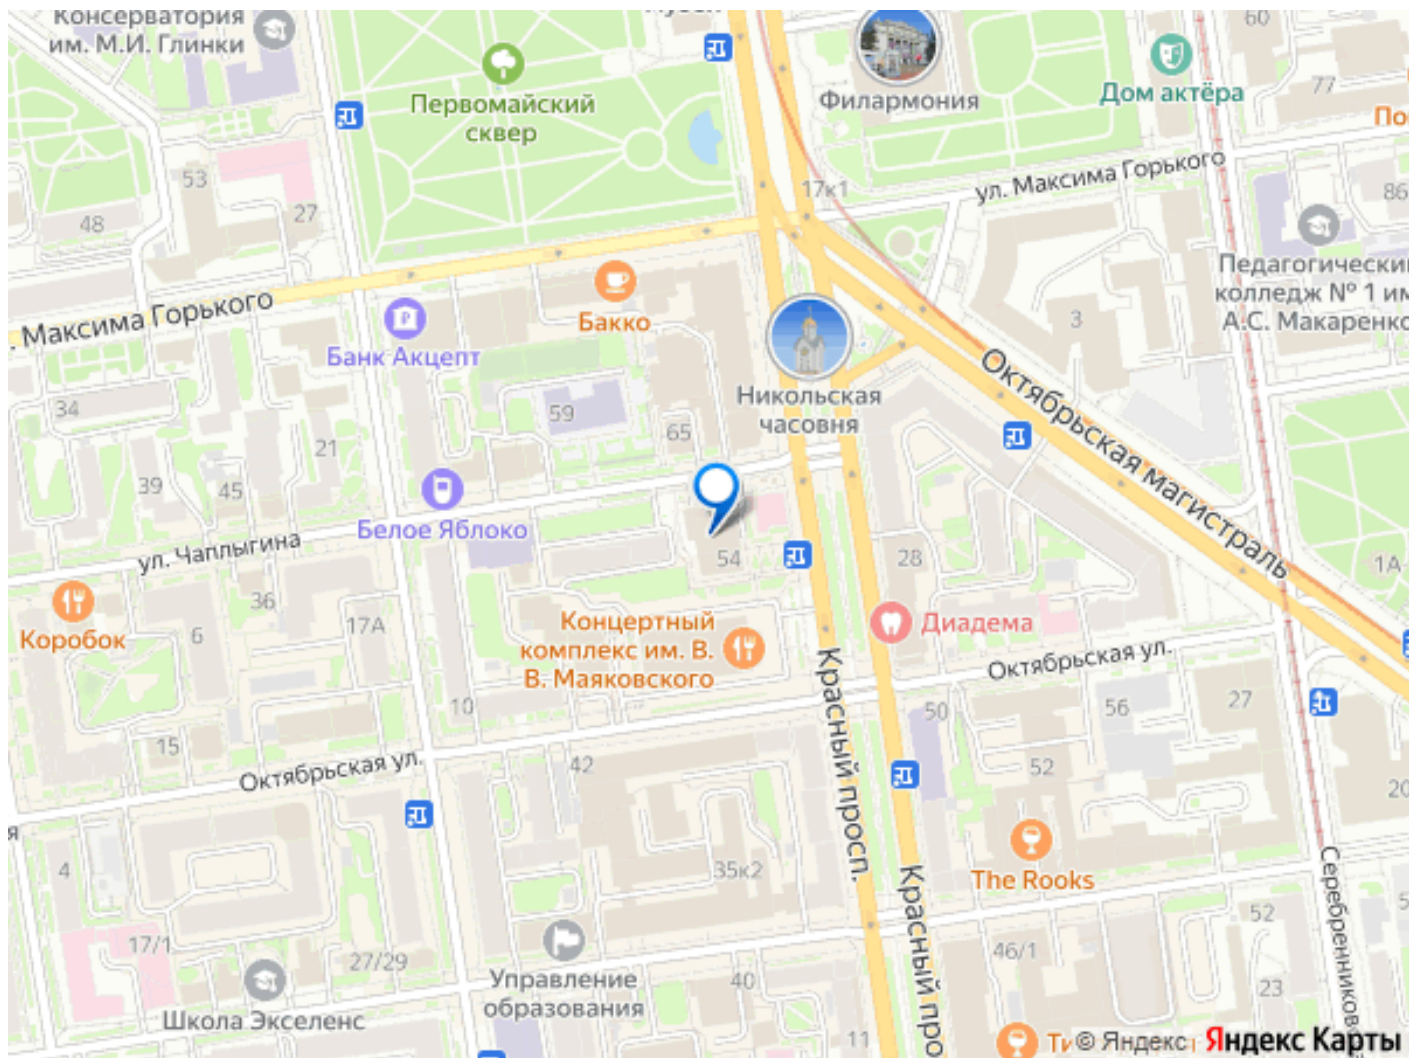 Консерватория
им. М.И. Глинки
Первомайский
сквер
Филармония
60
77
Дом актёра
53
27
48
17к1
ул. Максима Горького
86
Педагогический
колледж № 1 им
А.С. Макаренко
Максима Горького
Бакко
Банк Акцепт
3
Никольская
часовня
Октябрьская магистраль
34
21
59
65
39
45
Белое Яблоко
ул. Чаплыгина
54
28
1А
36
17А
6
Коробок
Концертный
комплекс им. В.
В. Маяковского
Диадема
Октябрьская ул.
10
50
56
27
15
Октябрьская ул.
42
52
20
Красный просп.
4
35к2
The Rooks
Красный про
Серебренниковс
52
17/1
27/29
Управление
образования
40
46/1
23
Школа Экселенс
11
© Яндекс
Яндекс Карты